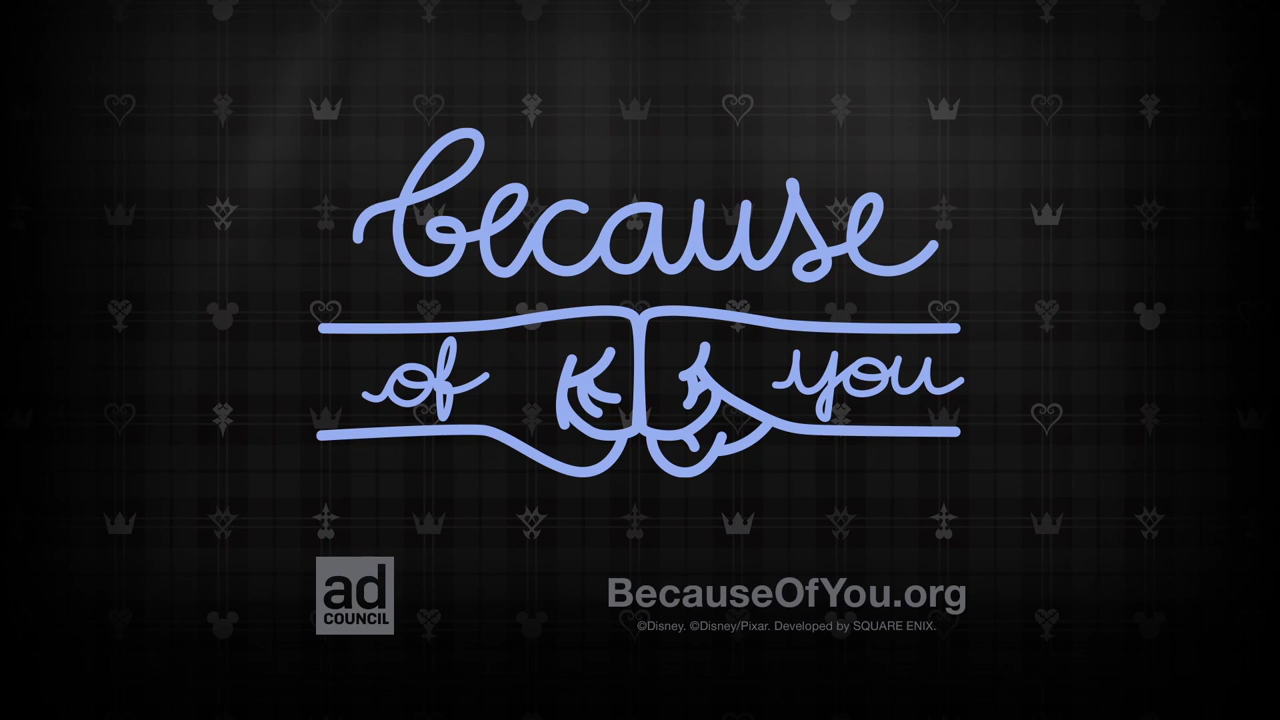 because
of you
ad
COUNCIL
BecauseOfYou.org
©Disney. ©Disney/Pixar. Developed by SQUARE ENIX.